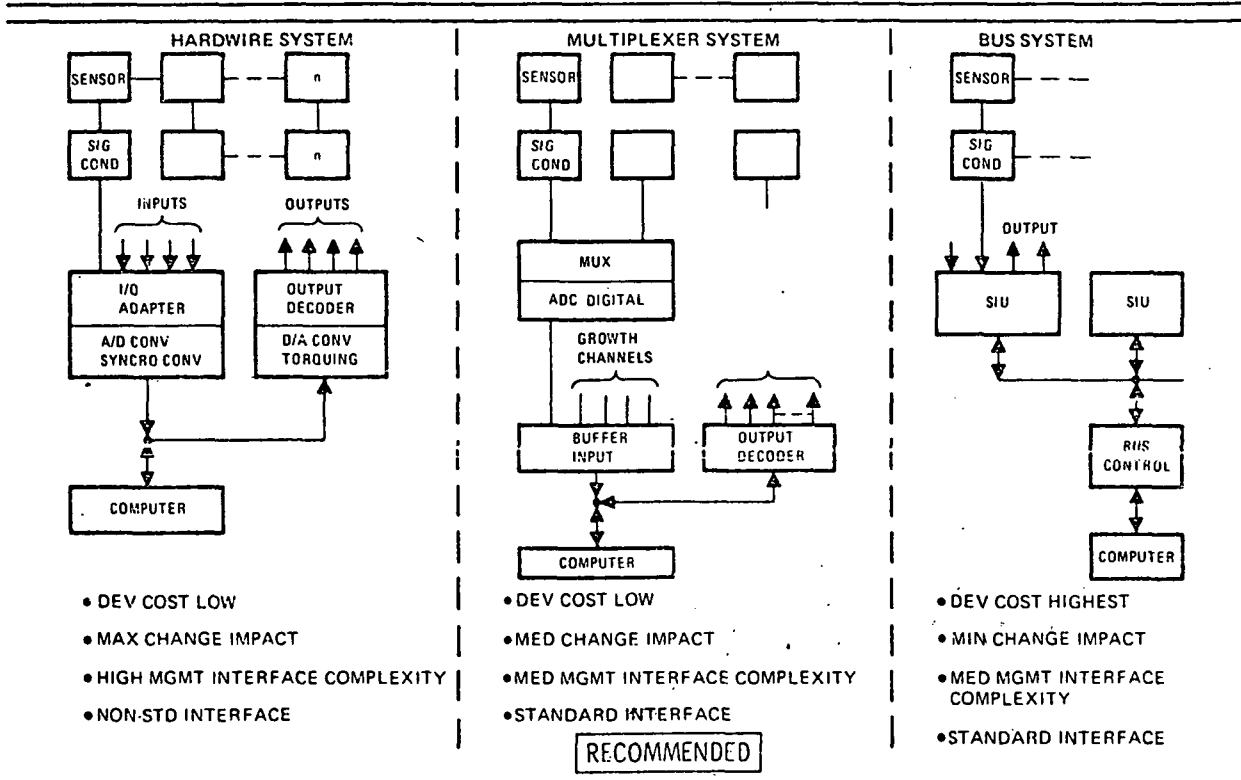 HARDWIRE SYSTEM
SENSOR
n
SIG
COND
n
INPUTS
OUTPUTS
I/O
ADAPTER
A/D CONV
SYNCRO CONV
OUTPUT
DECODER
D/A CONV
TORQUING
COMPUTER
• DEV COST LOW
• MAX CHANGE IMPACT
• HIGH MGMT INTERFACE COMPLEXITY
• NON-STD INTERFACE
MULTIPLEXER SYSTEM
SENSOR
SIG
COND
MUX
ADC DIGITAL
GROWTH
CHANNELS
BUFFER
INPUT
OUTPUT
DECODER
COMPUTER
• DEV COST LOW
• MED CHANGE IMPACT
• MED MGMT INTERFACE COMPLEXITY
• STANDARD INTERFACE
RECOMMENDED
BUS SYSTEM
SENSOR
SIG
COND
OUTPUT
SIU
SIU
BUS
CONTROL
COMPUTER
• DEV COST HIGHEST
• MIN CHANGE IMPACT
• MED MGMT INTERFACE
COMPLEXITY
• STANDARD INTERFACE